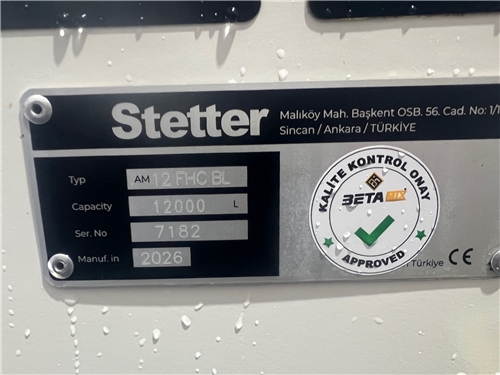 Stetter
Malıköy Mah. Başkent OSB. 56. Cad. No: 1/1
Sincan / Ankara / TÜRKİYE
Typ AM 12 FHC BL
Capacity 12000 L
Ser. No 7182
Manuf. in 2026
KALİTE KONTROL ONAY
BETAMIX
APPROVED
Türkiye CE